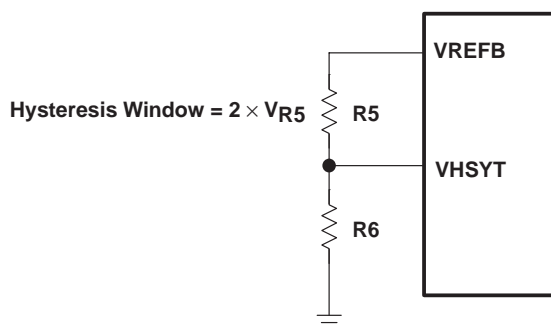 VREFB
Hysteresis Window = 2 × VR5
R5
VHSYT
R6